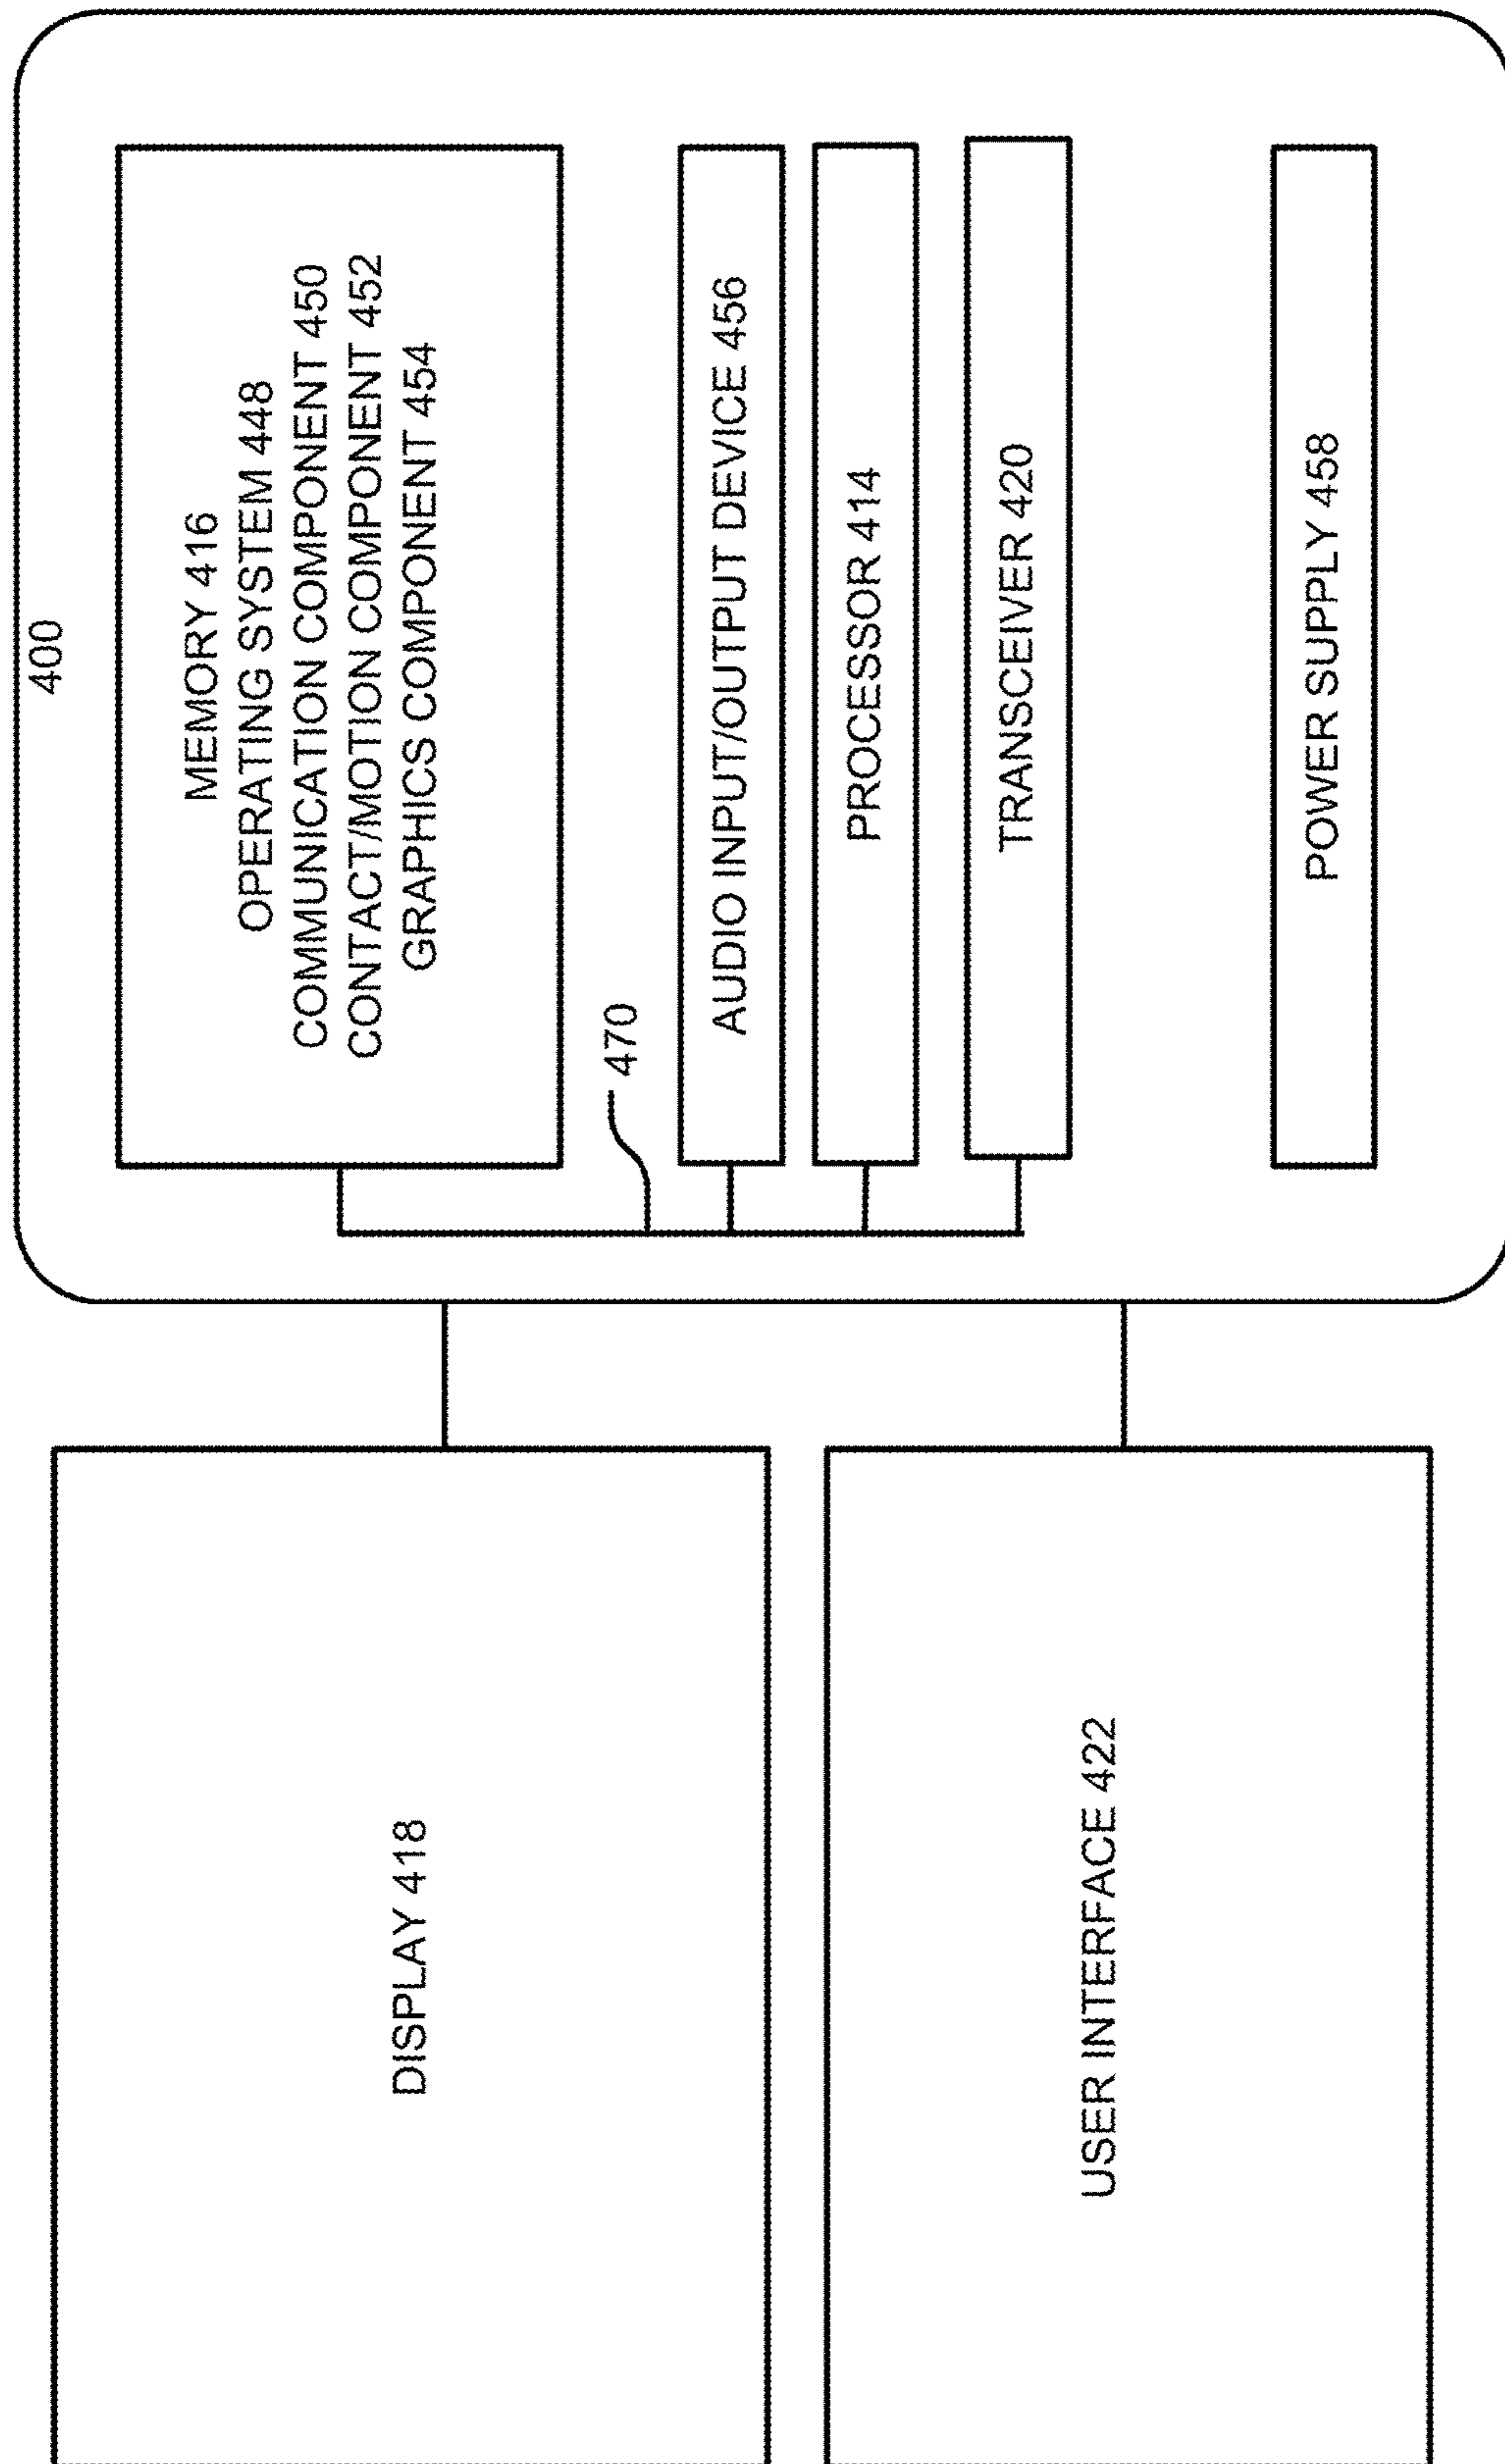 400
MEMORY 416
OPERATING SYSTEM 448
COMMUNICATION COMPONENT 450
CONTACT/MOTION COMPONENT 452
GRAPHICS COMPONENT 454
470
AUDIO INPUT/OUTPUT DEVICE 456
PROCESSOR 414
TRANSCEIVER 420
POWER SUPPLY 458
DISPLAY 418
USER INTERFACE 422